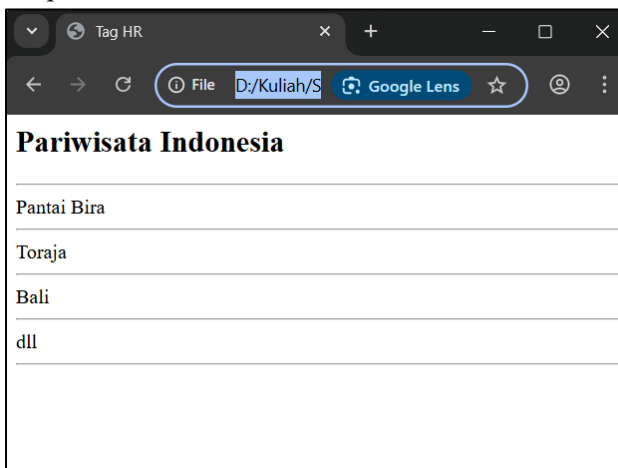 Tag HR
File D:/Kuliah/S Google Lens
Pariwisata Indonesia
Pantai Bira
Toraja
Bali
dll